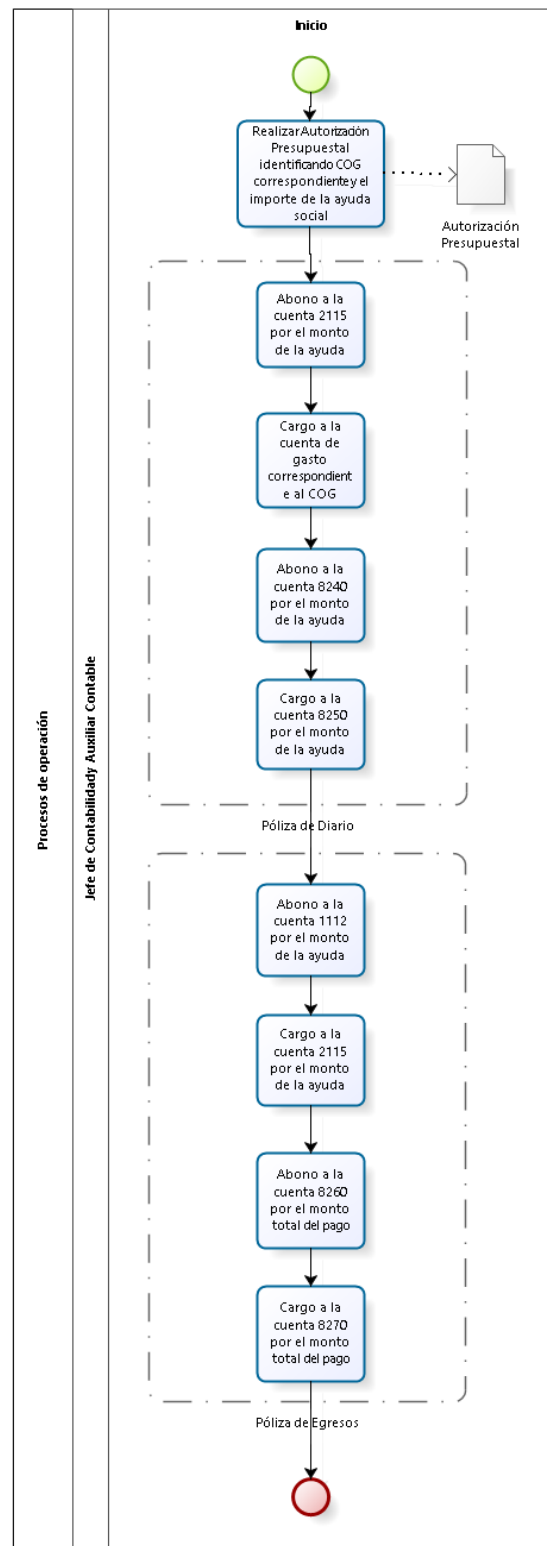 Inicio
Realizar Autorización
Presupuestal
identificando COG
correspondiente y el
importe de la ayuda
social
Autorización
Presupuestal
Abono a la
cuenta 2115
por el monto
de la ayuda
Cargo a la
cuenta de
gasto
correspondient
e al COG
Abono a la
cuenta 8240
por el monto
de la ayuda
Cargo a la
cuenta 8250
por el monto
de la ayuda
Póliza de Diario
Abono a la
cuenta 1112
por el monto
de la ayuda
Cargo a la
cuenta 2115
por el monto
de la ayuda
Abono a la
cuenta 8260
por el monto
total del pago
Cargo a la
cuenta 8270
por el monto
total del pago
Póliza de Egresos
Procesos de operación
Jefe de Contabilidad y Auxiliar Contable